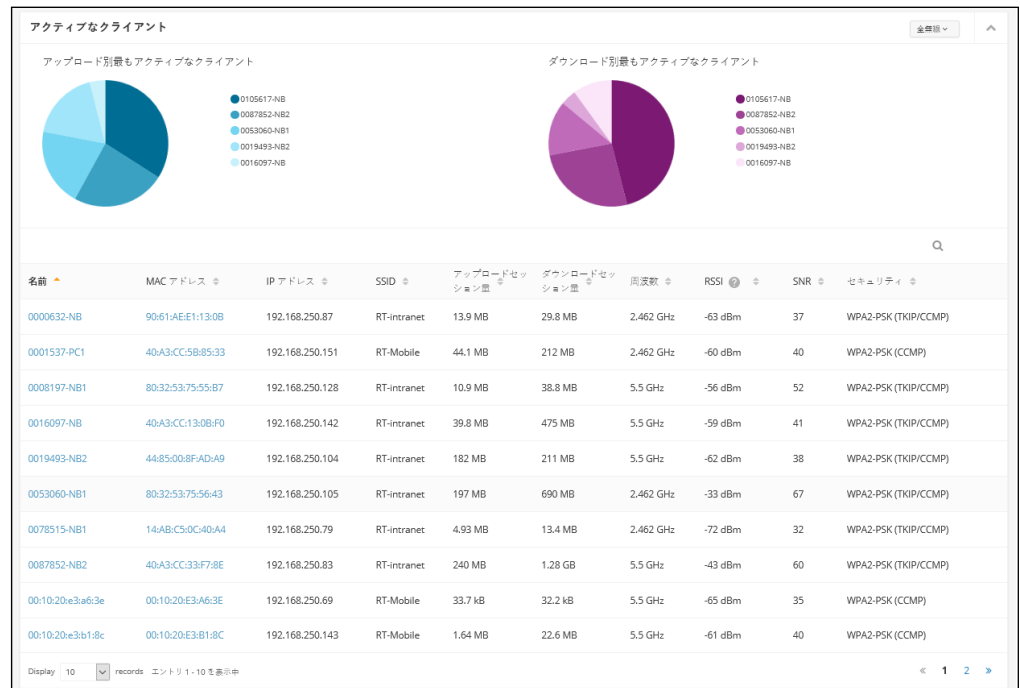 アクティブなクライアント
全無線
アップロード別最もアクティブなクライアント
ダウンロード別最もアクティブなクライアント
0105617-NB
0087852-NB2
0053060-NB1
0019493-NB2
0016097-NB
0105617-NB
0087852-NB2
0053060-NB1
0019493-NB2
0016097-NB
名前 MAC アドレス IP アドレス SSID アップロードセッション量 ダウンロードセッション量 周波数 RSSI ? SNR セキュリティ
0000632-NB 90:61:AE:E1:13:0B 192.168.250.87 RT-intranet 13.9 MB 29.8 MB 2.462 GHz -63 dBm 37 WPA2-PSK (TKIP/CCMP)
0001537-PC1 40:A3:CC:5B:85:33 192.168.250.151 RT-Mobile 44.1 MB 212 MB 2.462 GHz -60 dBm 40 WPA2-PSK (CCMP)
0008197-NB1 80:32:53:75:55:B7 192.168.250.128 RT-intranet 10.9 MB 38.8 MB 5.5 GHz -56 dBm 52 WPA2-PSK (TKIP/CCMP)
0016097-NB 40:A3:CC:13:0B:F0 192.168.250.142 RT-intranet 39.8 MB 475 MB 5.5 GHz -59 dBm 41 WPA2-PSK (TKIP/CCMP)
0019493-NB2 44:85:00:8F:AD:A9 192.168.250.104 RT-intranet 182 MB 211 MB 5.5 GHz -62 dBm 38 WPA2-PSK (TKIP/CCMP)
0053060-NB1 80:32:53:75:56:43 192.168.250.105 RT-intranet 197 MB 690 MB 2.462 GHz -33 dBm 67 WPA2-PSK (TKIP/CCMP)
0078515-NB1 14:AB:C5:0C:40:A4 192.168.250.79 RT-intranet 4.93 MB 13.4 MB 2.462 GHz -72 dBm 32 WPA2-PSK (TKIP/CCMP)
0087852-NB2 40:A3:CC:33:F7:8E 192.168.250.83 RT-intranet 240 MB 1.28 GB 5.5 GHz -43 dBm 60 WPA2-PSK (TKIP/CCMP)
00:10:20:e3:a6:3e 00:10:20:E3:A6:3E 192.168.250.69 RT-Mobile 33.7 kB 32.2 kB 5.5 GHz -65 dBm 35 WPA2-PSK (CCMP)
00:10:20:e3:b1:8c 00:10:20:E3:B1:8C 192.168.250.143 RT-Mobile 1.64 MB 22.6 MB 5.5 GHz -61 dBm 40 WPA2-PSK (CCMP)
Display 10 records エントリ 1 - 10 を表示中 « 1 2 »